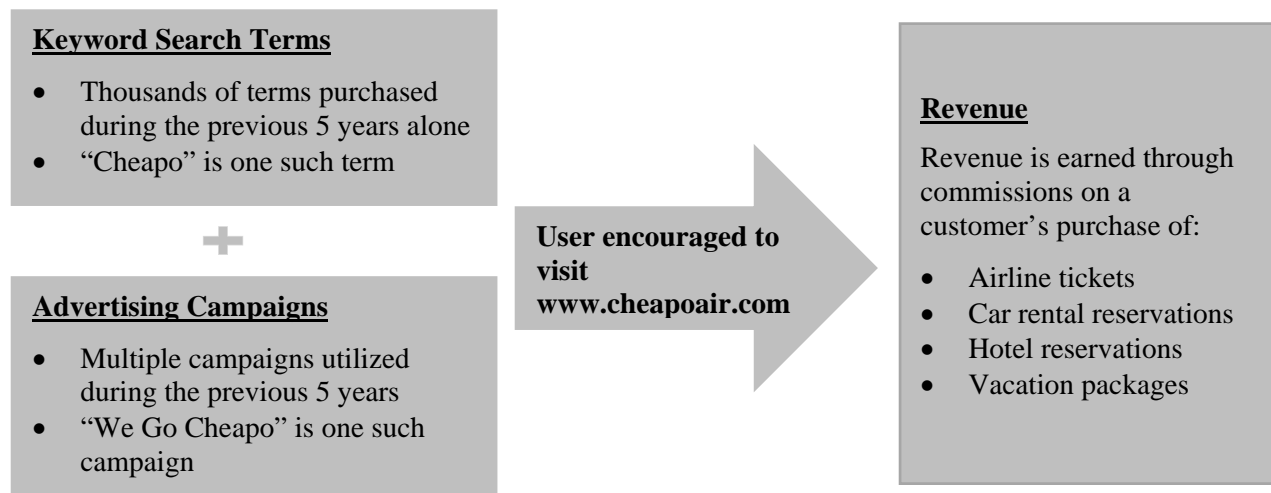 Keyword Search Terms
• Thousands of terms purchased
during the previous 5 years alone
• “Cheapo” is one such term
Advertising Campaigns
• Multiple campaigns utilized
during the previous 5 years
• “We Go Cheapo” is one such
campaign
User encouraged to
visit
www.cheapoair.com
Revenue
Revenue is earned through
commissions on a
customer’s purchase of:
• Airline tickets
• Car rental reservations
• Hotel reservations
• Vacation packages